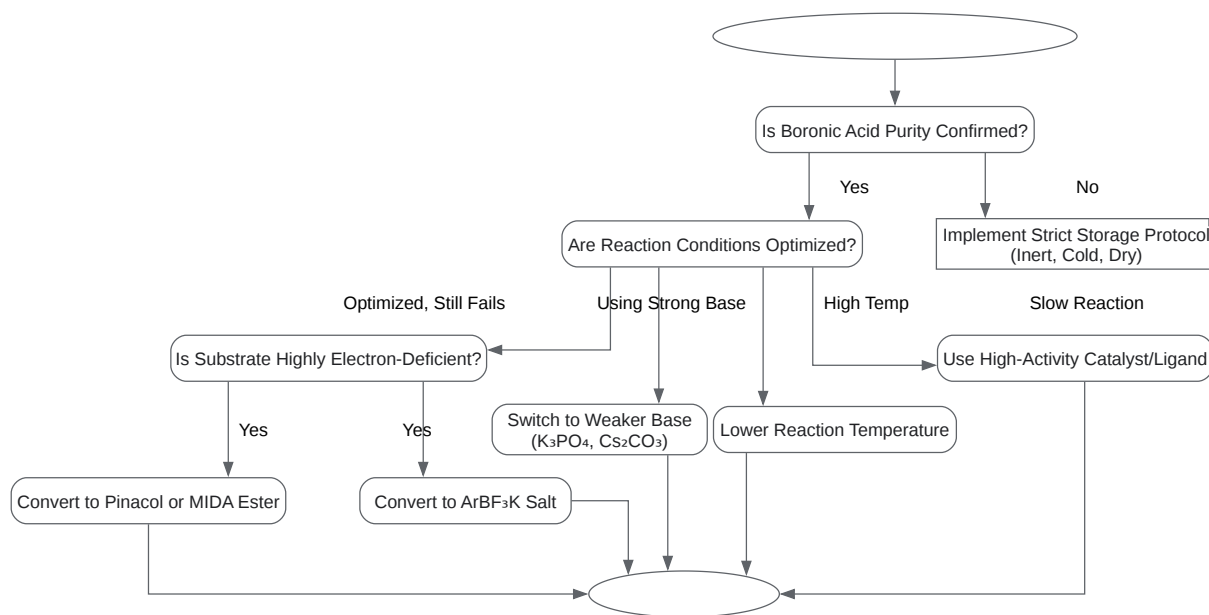 Is Boronic Acid Purity Confirmed?
Yes
No
Are Reaction Conditions Optimized?
Implement Strict Storage Protocol
(Inert, Cold, Dry)
Optimized, Still Fails
Using Strong Base
High Temp
Slow Reaction
Is Substrate Highly Electron-Deficient?
Use High-Activity Catalyst/Ligand
Yes
Yes
Switch to Weaker Base
(K₃PO₄, Cs₂CO₃)
Lower Reaction Temperature
Convert to Pinacol or MIDA Ester
Convert to ArBF₃K Salt